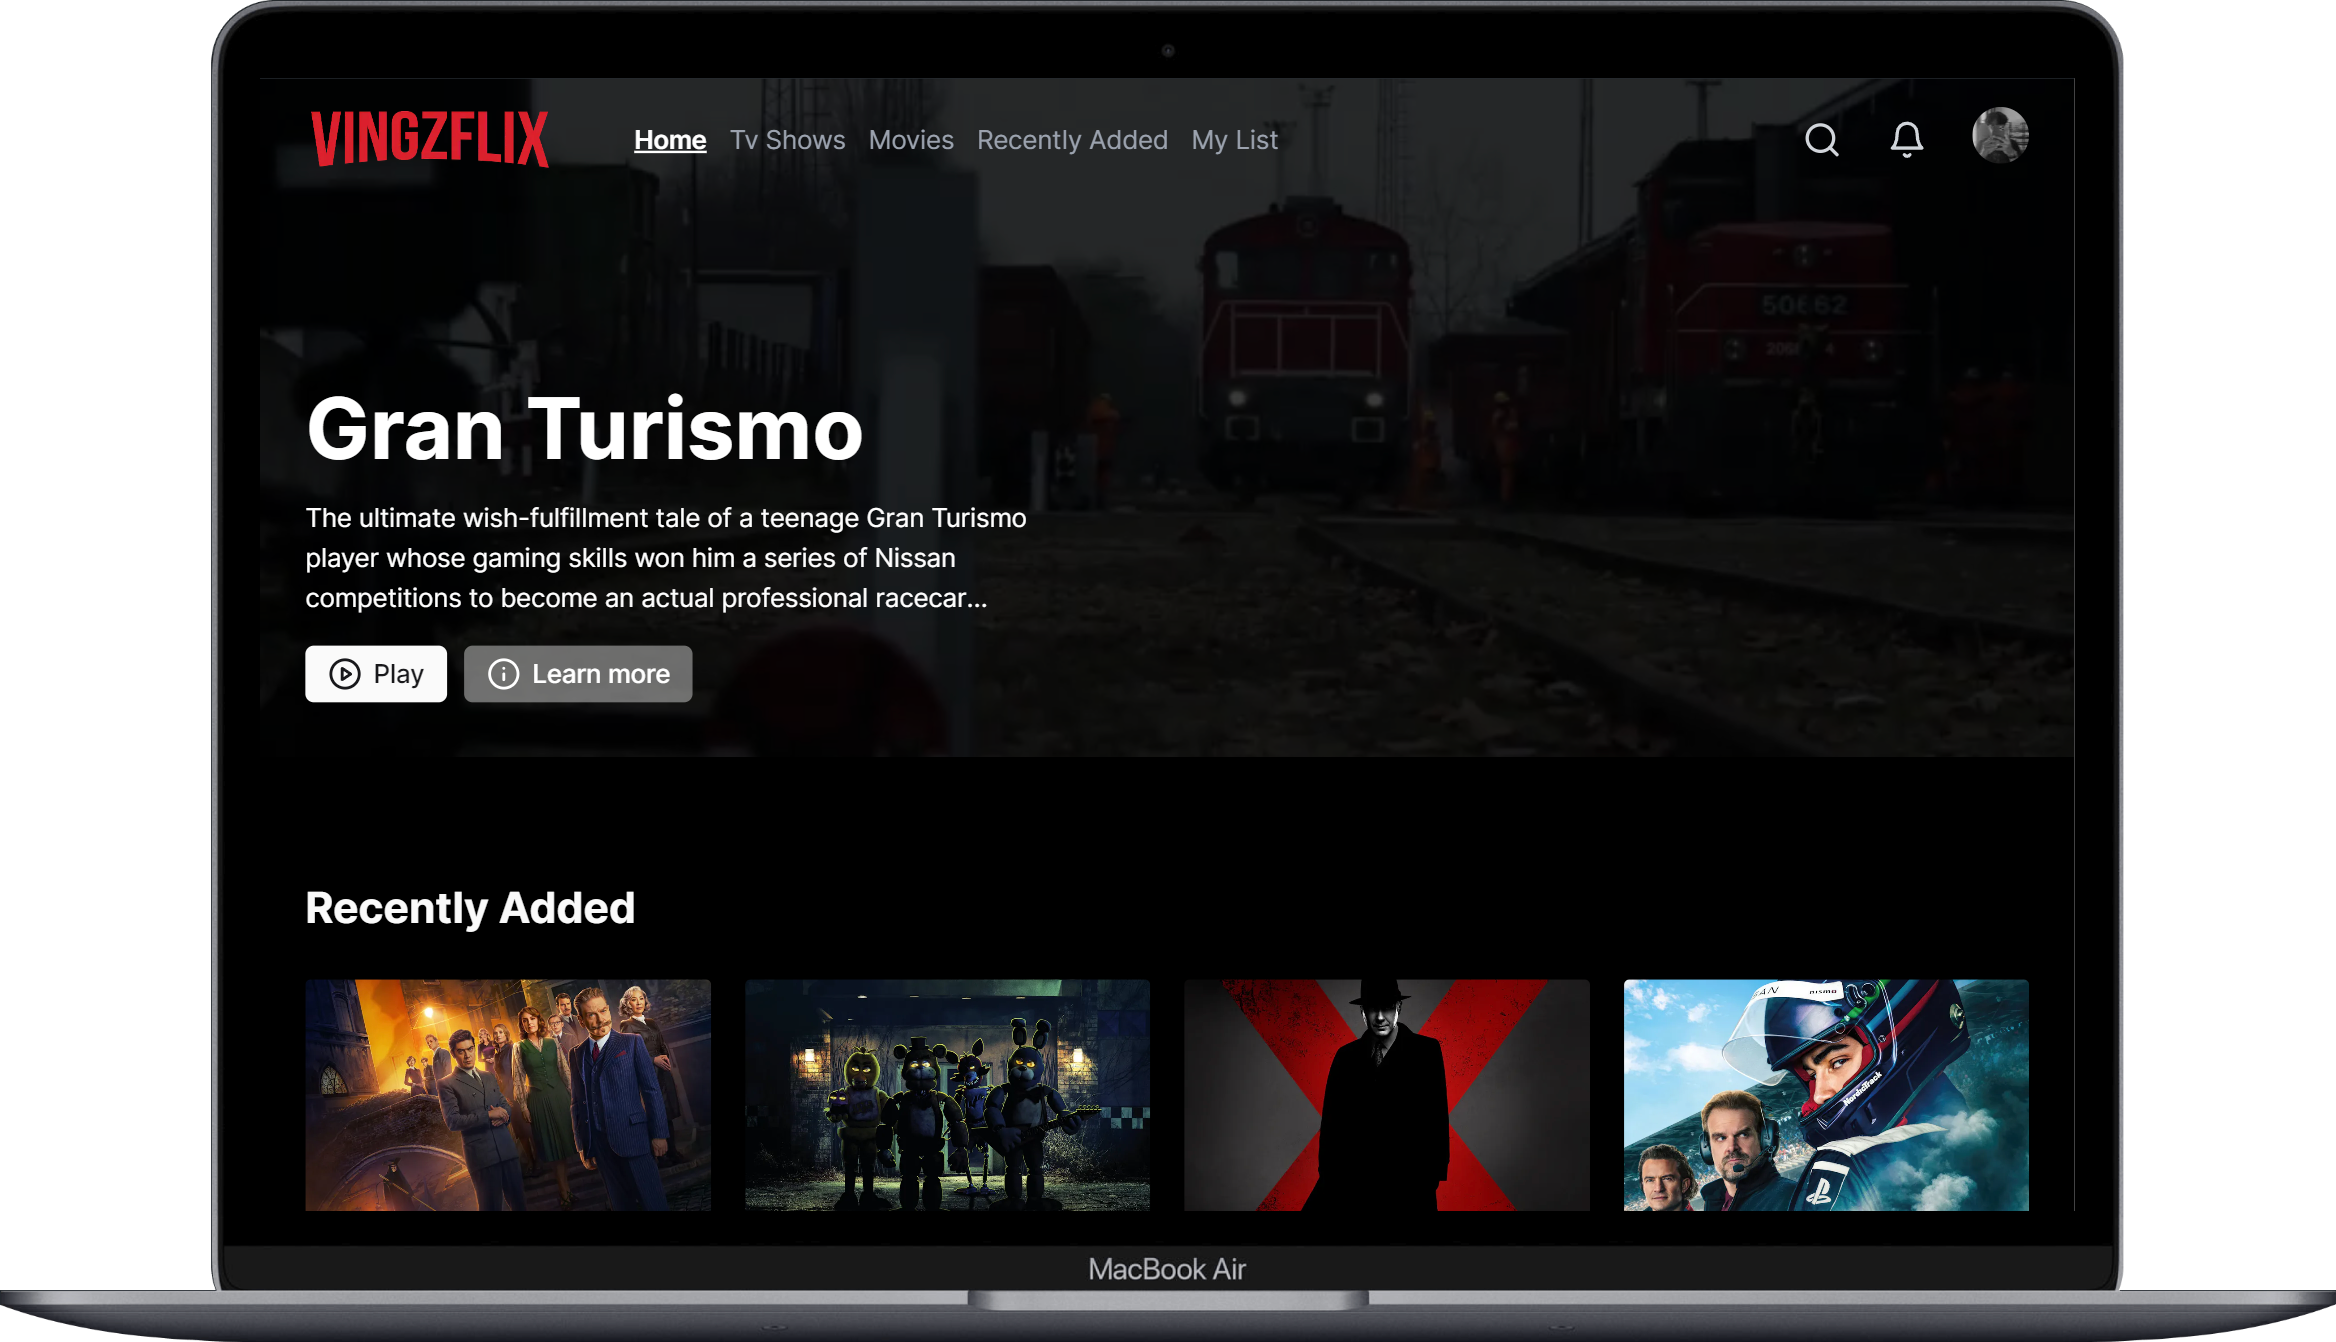 VINGZFLIX
Home Tv Shows Movies Recently Added My List
50662
Gran Turismo
The ultimate wish-fulfillment tale of a teenage Gran Turismo
player whose gaming skills won him a series of Nissan
competitions to become an actual professional racecar...
Play Learn more
Recently Added
nismo
NordicTrack
MacBook Air